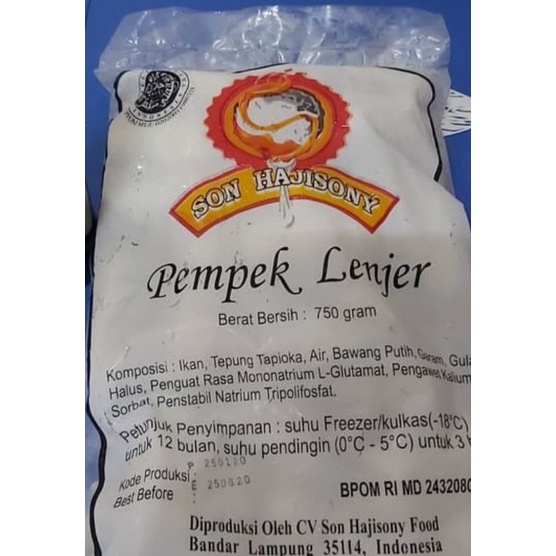 SON HAJISONY
Pempek Lenjer
Berat Bersih : 750 gram
Komposisi : Ikan, Tepung Tapioka, Air, Bawang Putih, Garam, Gula
Halus, Penguat Rasa Mononatrium L-Glutamat, Pengawet Kalium
Sorbat, Penstabil Natrium Tripolifosfat.
Petunjuk Penyimpanan : suhu Freezer/kulkas(-18°C)
untuk 12 bulan, suhu pendingin (0°C - 5°C) untuk 3
Kode Produksi : P 250120
Best Before : E 250820
BPOM RI MD 2432080
Diproduksi Oleh CV Son Hajisony Food
Bandar Lampung 35114, Indonesia